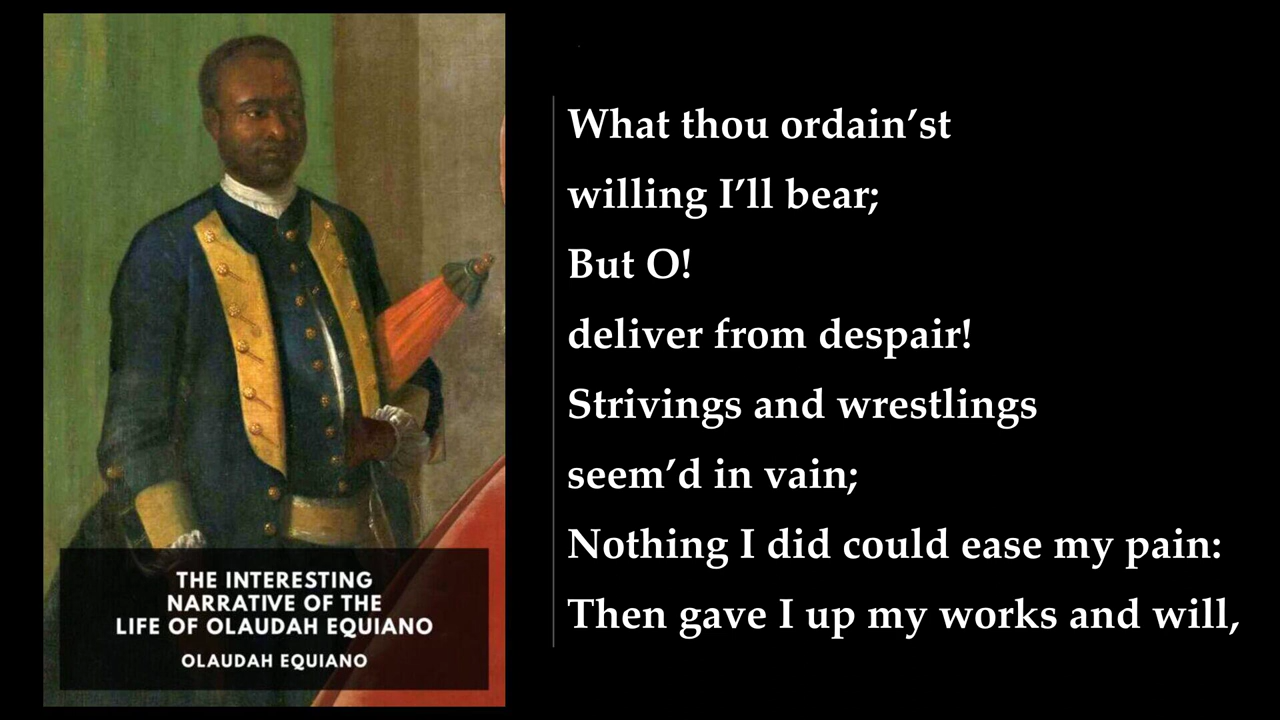 THE INTERESTING
NARRATIVE OF THE
LIFE OF OLAUDAH EQUIANO
OLAUDAH EQUIANO
What thou ordain’st
willing I’ll bear;
But O!
deliver from despair!
Strivings and wrestlings
seem’d in vain;
Nothing I did could ease my pain:
Then gave I up my works and will,